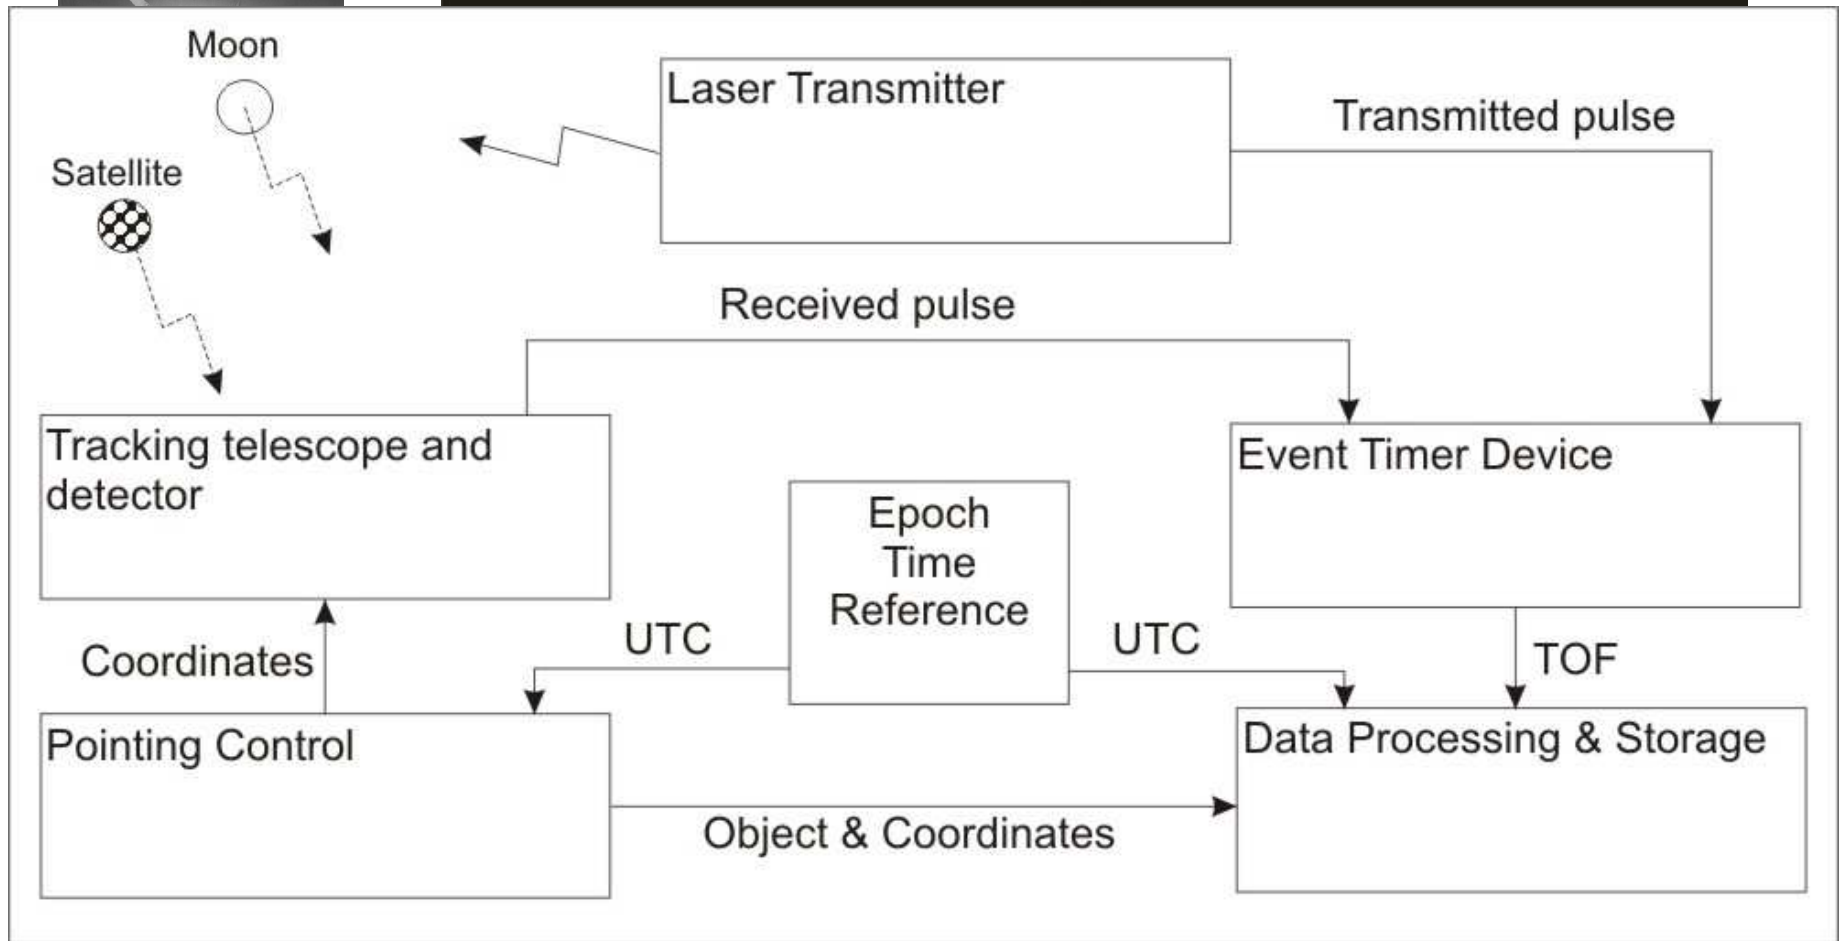 Moon
Laser Transmitter
Transmitted pulse
Satellite
Received pulse
Tracking telescope and
detector
Event Timer Device
Epoch
Time
Reference
UTC
UTC
Coordinates
TOF
Pointing Control
Data Processing & Storage
Object & Coordinates